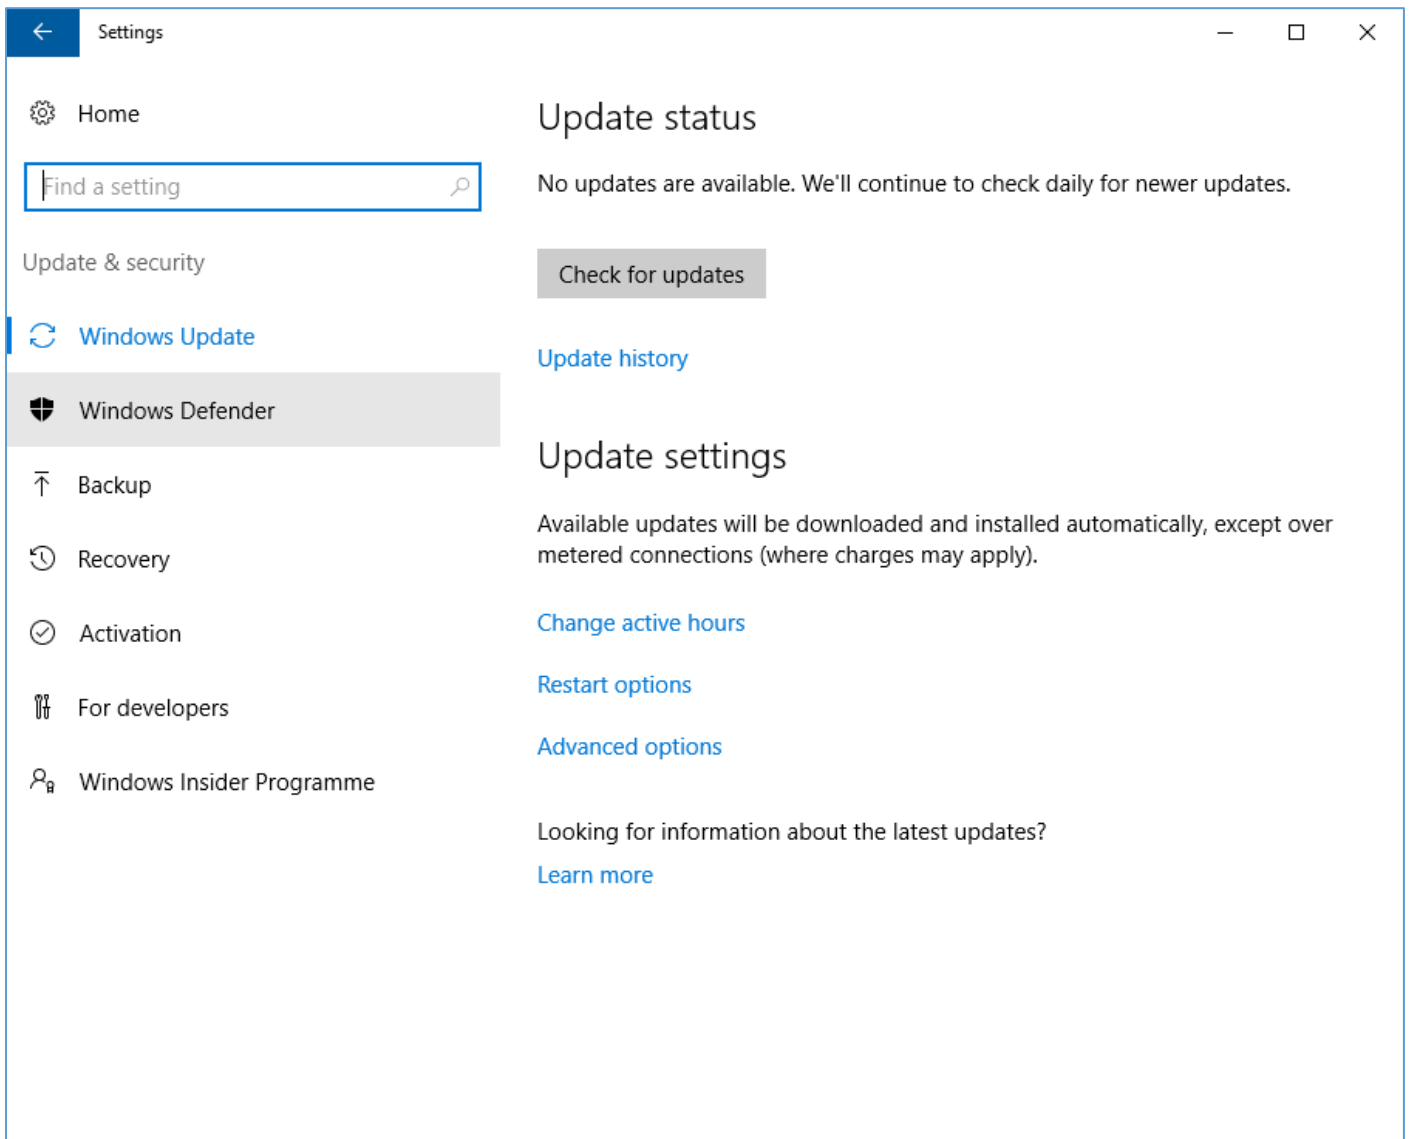 Settings
Home
Find a setting
Update & security
Windows Update
Windows Defender
Backup
Recovery
Activation
For developers
Windows Insider Programme
Update status
No updates are available. We'll continue to check daily for newer updates.
Check for updates
Update history
Update settings
Available updates will be downloaded and installed automatically, except over
metered connections (where charges may apply).
Change active hours
Restart options
Advanced options
Looking for information about the latest updates?
Learn more